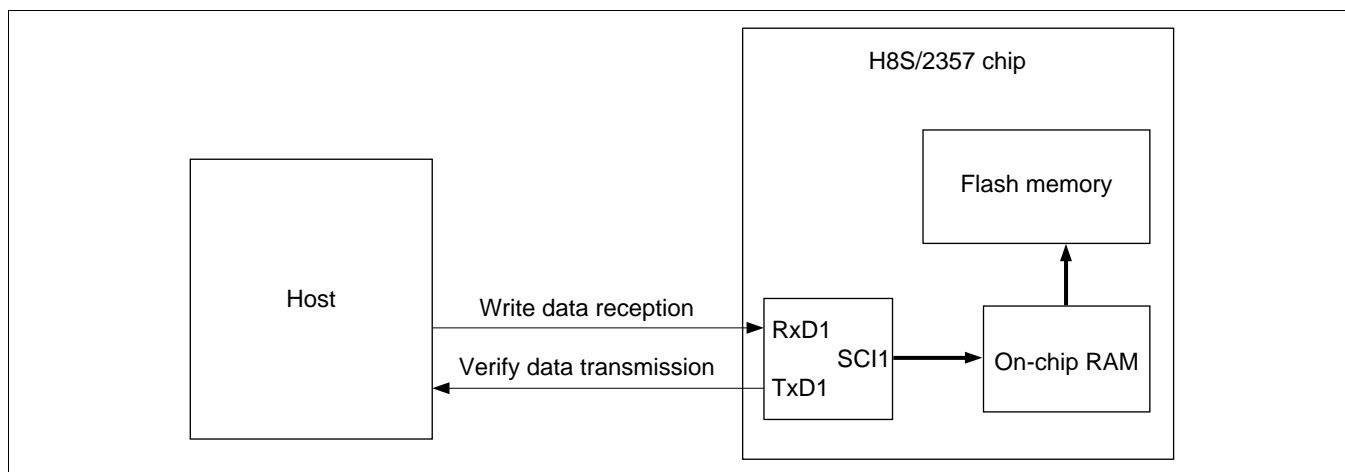 H8S/2357 chip
Flash memory
Host
Write data reception
RxD1
SCI1
On-chip RAM
Verify data transmission
TxD1